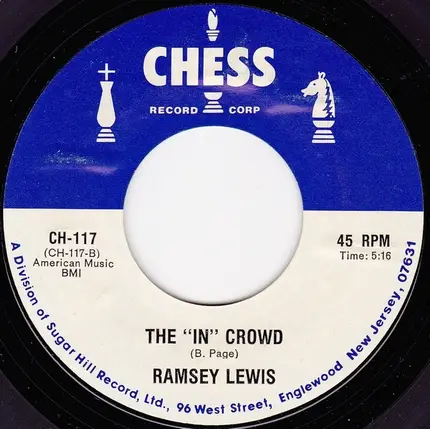 CHESS
RECORD CORP
CH-117
(CH-117-B)
American Music
BMI
45 RPM
Time: 5:16
THE "IN" CROWD
(B. Page)
RAMSEY LEWIS
A Division of Sugar Hill Record, Ltd., 96 West Street, Englewood New Jersey, 07631